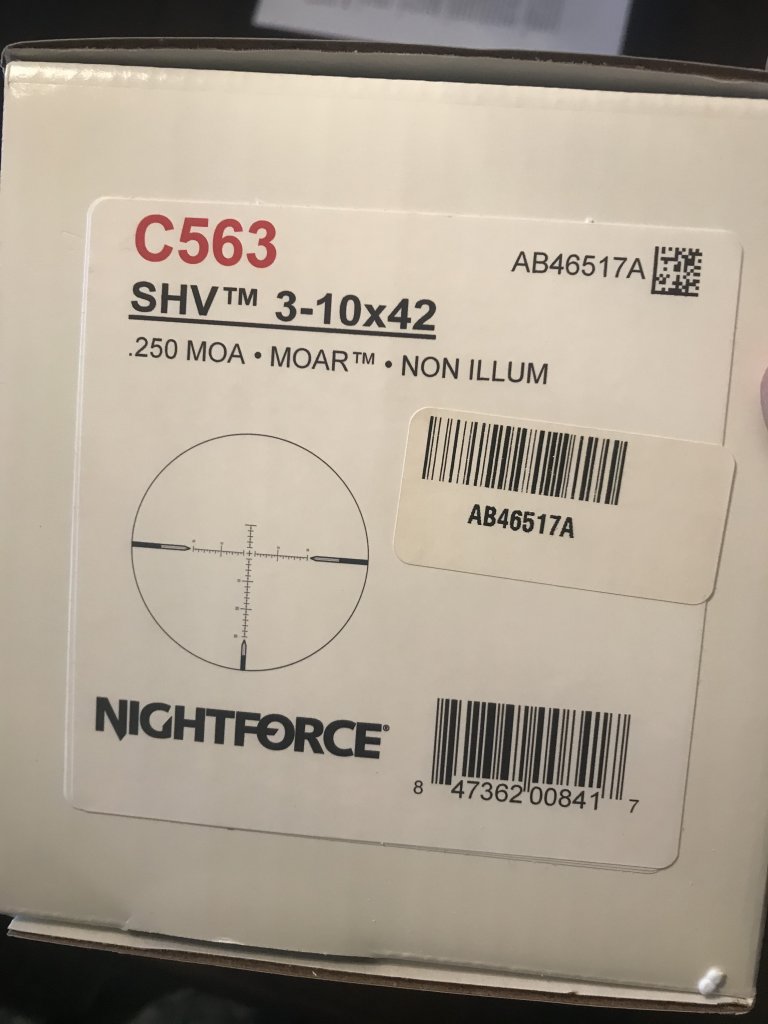 C563
AB46517A
SHV™ 3-10x42
.250 MOA • MOAR™ • NON ILLUM
AB46517A
NIGHTFORCE®
8 47362 00841 7